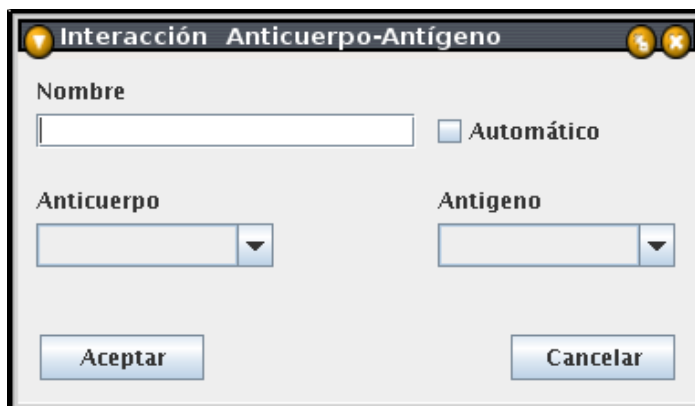 Interacción Anticuerpo-Antígeno
Nombre
Automático
Anticuerpo
Antigeno
Aceptar
Cancelar